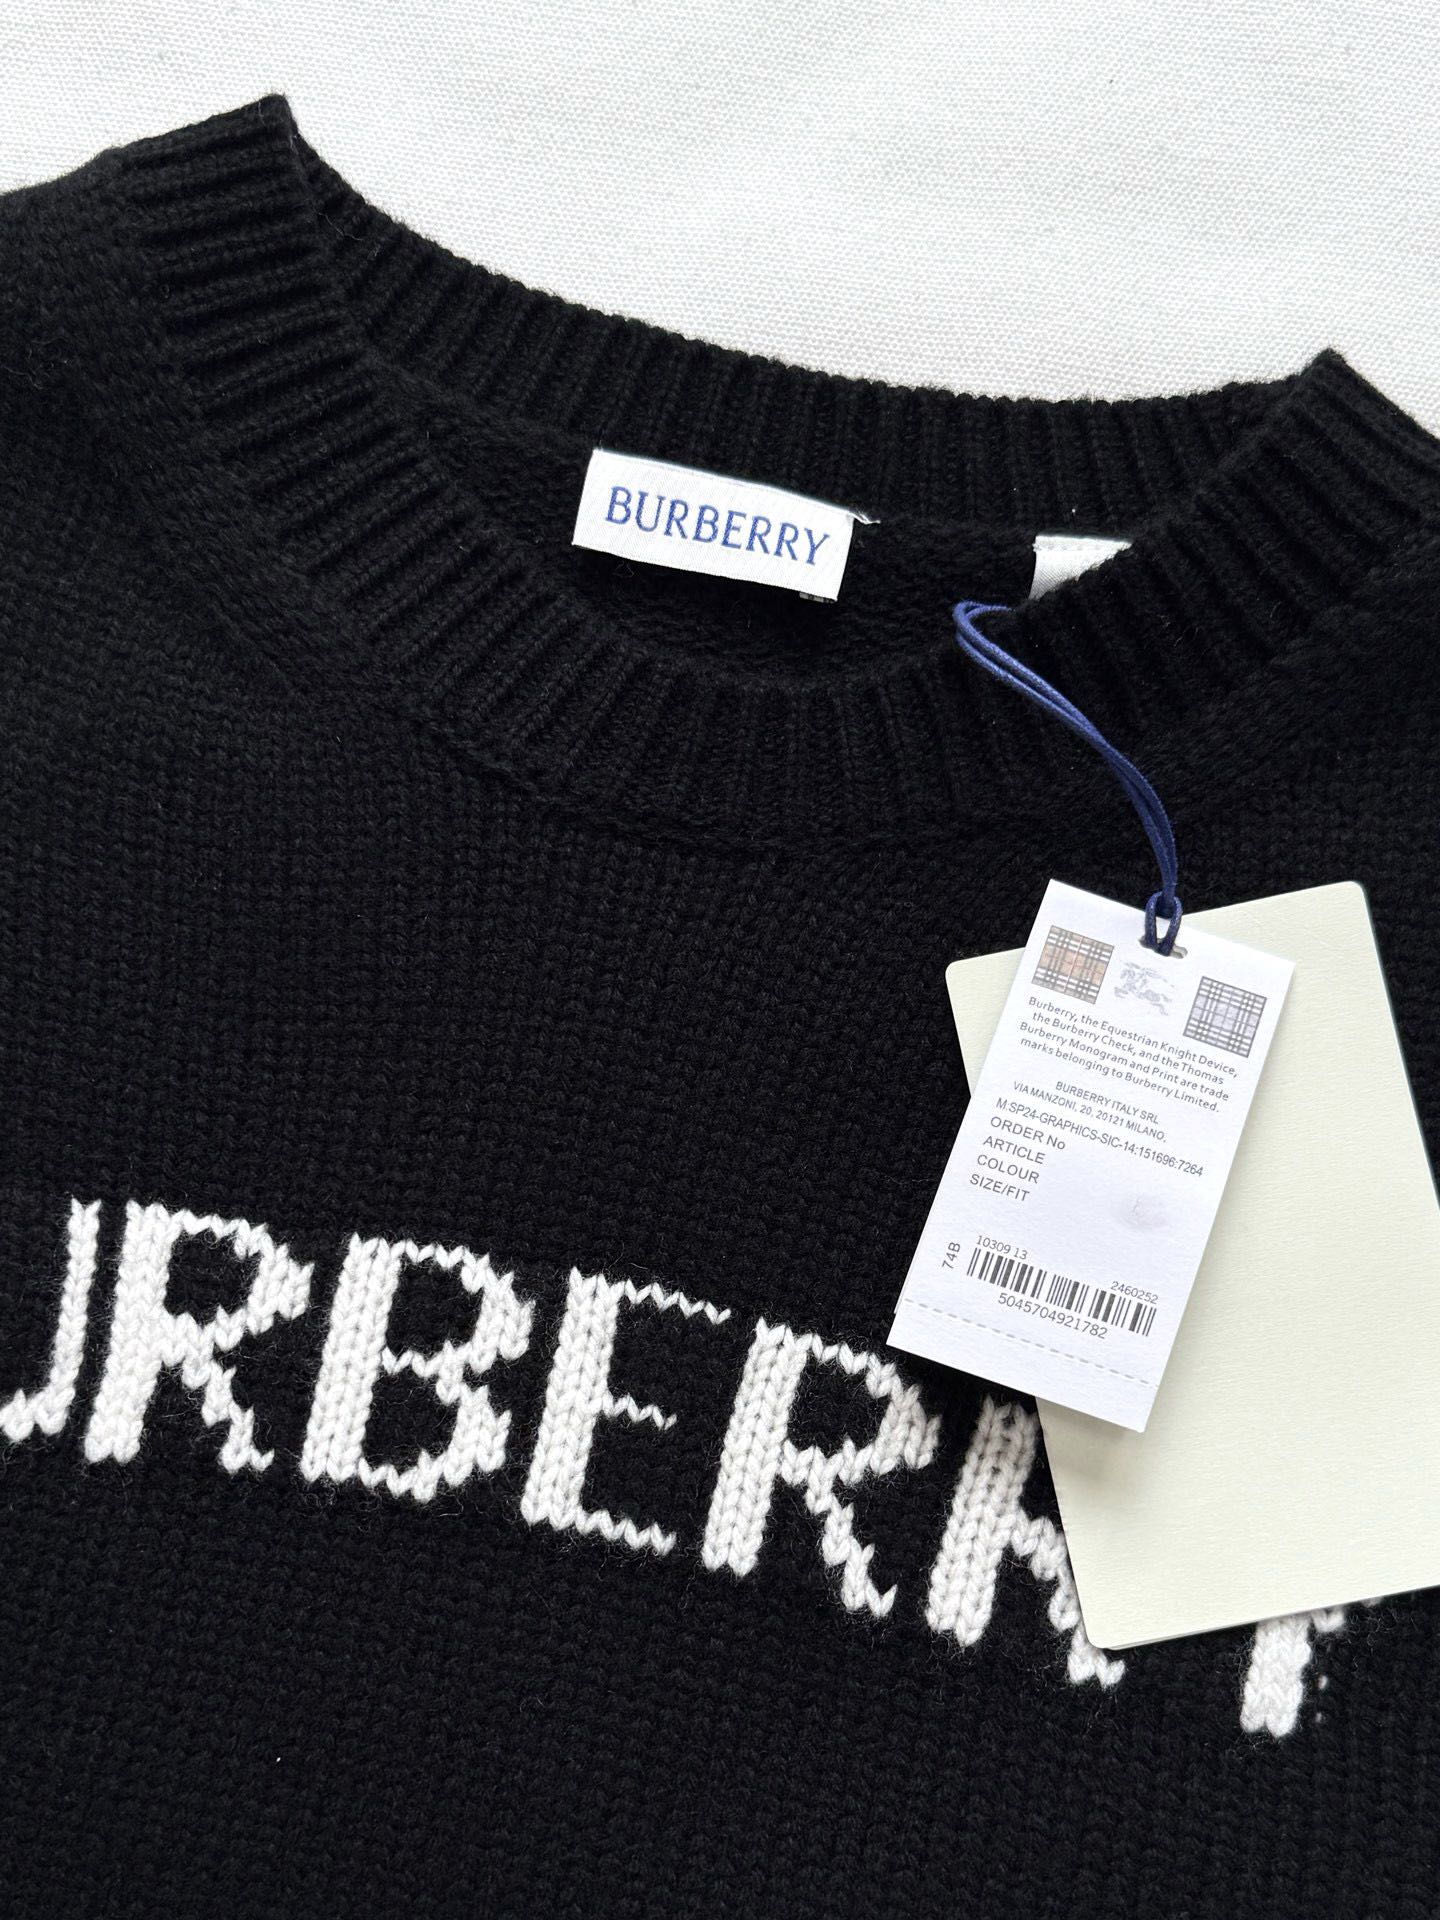 BURBERRY
Burberry, the Equestrian Knight Device,
the Burberry Check, and the Thomas
Burberry Monogram and Print are trade
marks belonging to Burberry Limited.
BURBERRY ITALY SRL
VIA MANZONI, 20, 20121 MILANO,
M:SP24-GRAPHICS-SIC-14:151696:7264
ORDER No
ARTICLE
COLOUR
SIZE/FIT
74B
10309 13
2460252
5045704921782
URBERRY